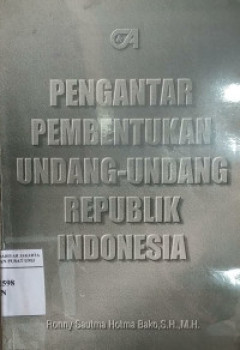 PENGANTAR
PEMBENTUKAN
UNDANG-UNDANG
REPUBLIK
INDONESIA
Ronny Sautma Hotma Bako,S.H.,M.H.